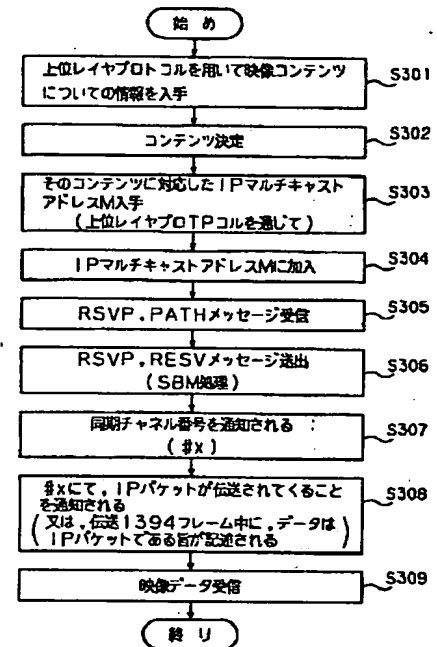 始め
上位レイヤプロトコルを用いて映像コンテンツ
についての情報を入手
S301
コンテンツ決定
S302
そのコンテンツに対応したIPマルチキャスト
アドレスM入手
(上位レイヤプロTPコルを通じて)
S303
IPマルチキャストアドレスMに加入
S304
RSVP.PATHメッセージ受信
S305
RSVP.RESVメッセージ送出
(SBM処理)
S306
同期チャネル番号を通知される
(#x)
S307
#xにて,IPパケットが伝送されてくること
を通知される
(又は,伝送1394フレーム中に,データは
IPパケットである旨が記述される)
S308
映像データ受信
S309
終り